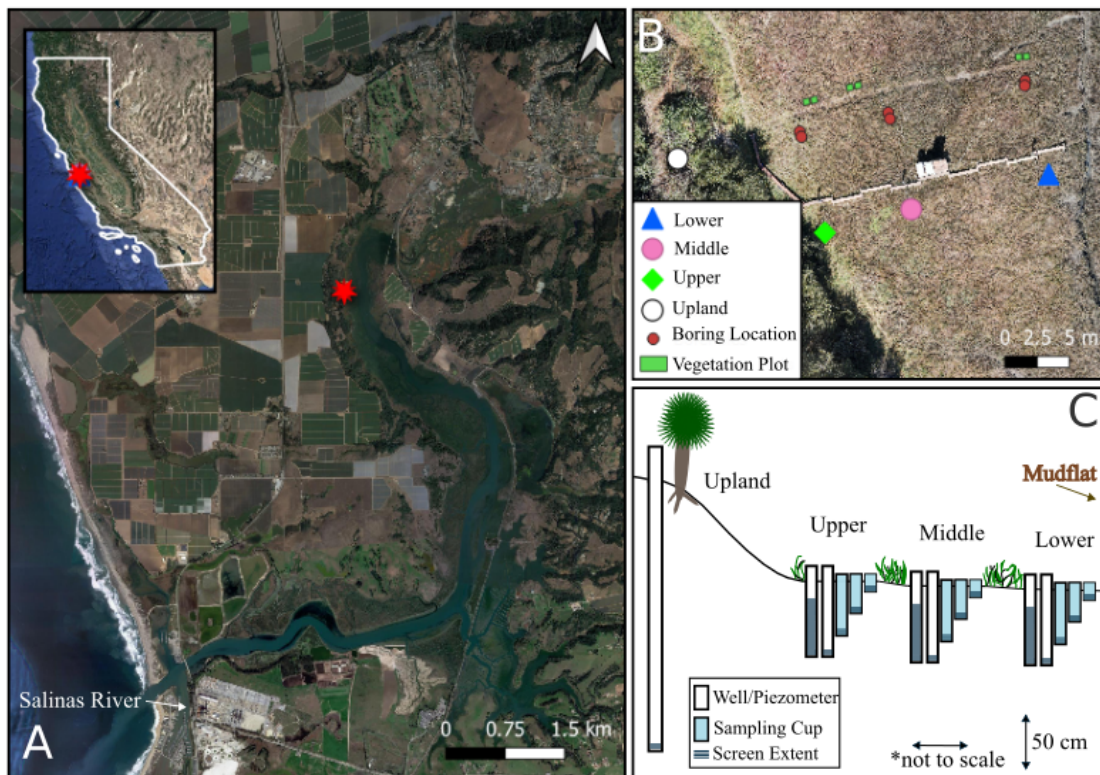 Salinas River
A
0 0.75 1.5 km
B
Lower
Middle
Upper
Upland
Boring Location
Vegetation Plot
0 2.5 5 m
C
Upland
Mudflat
Upper
Middle
Lower
Well/Piezometer
Sampling Cup
Screen Extent
*not to scale
50 cm